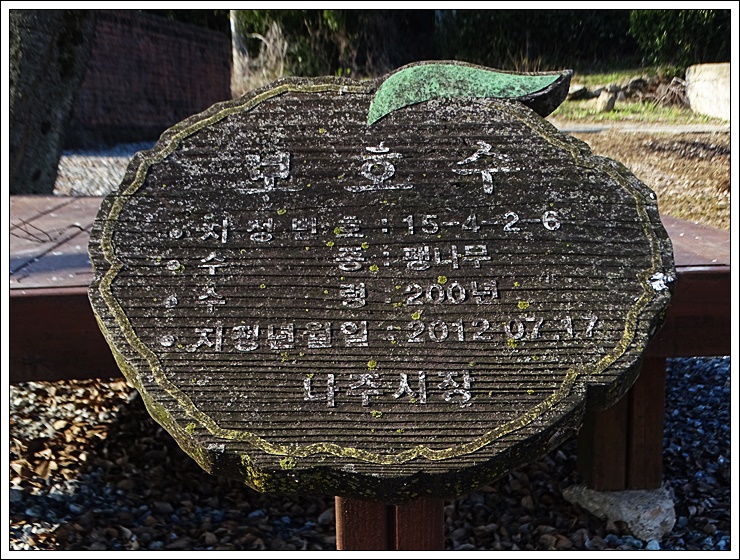 보호수
지정번호 : 15-4-2-6
수 종 : 팽나무
수 령 : 200년
지정년월일 : 2012.07.17
나주시장